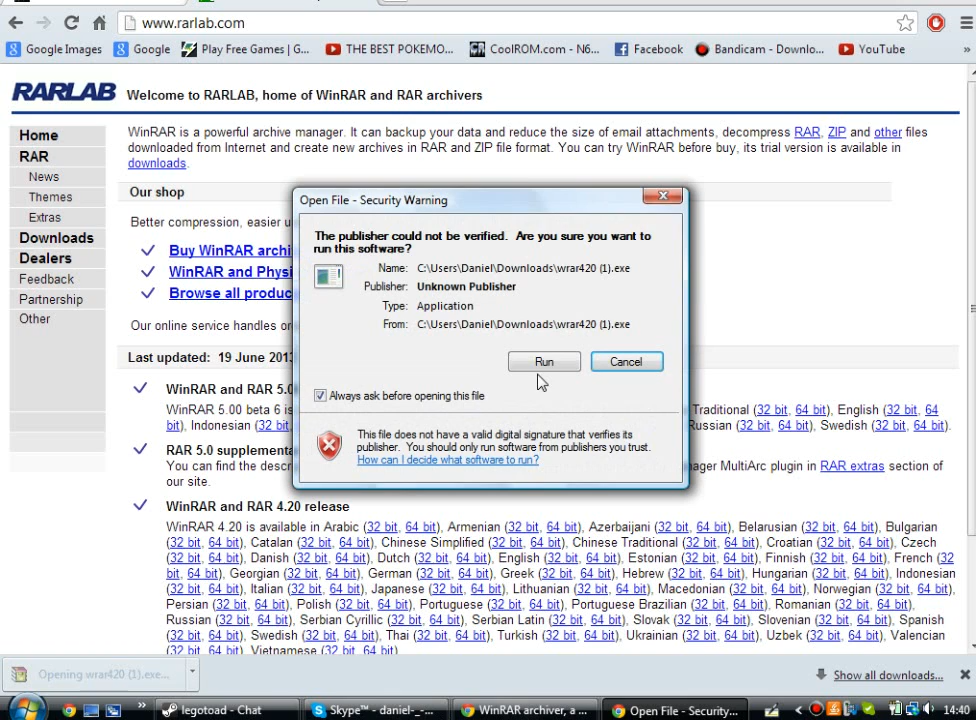 www.rarlab.com
Google Images Google Play Free Games | G... THE BEST POKEMO... CoolROM.com - N6... Facebook Bandicam - Downlo... YouTube »
RARLAB Welcome to RARLAB, home of WinRAR and RAR archivers
Home
RAR
News
Themes
Extras
Downloads
Dealers
Feedback
Partnership
Other
WinRAR is a powerful archive manager. It can backup your data and reduce the size of email attachments, decompress RAR, ZIP and other files
downloaded from Internet and create new archives in RAR and ZIP file format. You can try WinRAR before buy, its trial version is available in
downloads.
Our shop
Better compression, easier u
Buy WinRAR archi
WinRAR and Physi
Browse all produc
Our online service handles or
Last updated: 19 June 2013
WinRAR and RAR 5.0
WinRAR 5.00 beta 6 is Traditional (32 bit, 64 bit), English (32 bit, 64
bit), Indonesian (32 bit, Russian (32 bit, 64 bit), Swedish (32 bit, 64 bit).
RAR 5.0 supplementa
You can find the descr ager MultiArc plugin in RAR extras section of
our site.
WinRAR and RAR 4.20 release
WinRAR 4.20 is available in Arabic (32 bit, 64 bit), Armenian (32 bit, 64 bit), Azerbaijani (32 bit, 64 bit), Belarusian (32 bit, 64 bit), Bulgarian
(32 bit, 64 bit), Catalan (32 bit, 64 bit), Chinese Simplified (32 bit, 64 bit), Chinese Traditional (32 bit, 64 bit), Croatian (32 bit, 64 bit), Czech
(32 bit, 64 bit), Danish (32 bit, 64 bit), Dutch (32 bit, 64 bit), English (32 bit, 64 bit), Estonian (32 bit, 64 bit), Finnish (32 bit, 64 bit), French (32
bit, 64 bit), Georgian (32 bit, 64 bit), German (32 bit, 64 bit), Greek (32 bit, 64 bit), Hebrew (32 bit, 64 bit), Hungarian (32 bit, 64 bit), Indonesian
(32 bit, 64 bit), Italian (32 bit, 64 bit), Japanese (32 bit, 64 bit), Lithuanian (32 bit, 64 bit), Macedonian (32 bit, 64 bit), Norwegian (32 bit, 64 bit),
Persian (32 bit, 64 bit), Polish (32 bit, 64 bit), Portuguese (32 bit, 64 bit), Portuguese Brazilian (32 bit, 64 bit), Romanian (32 bit, 64 bit),
Russian (32 bit, 64 bit), Serbian Cyrillic (32 bit, 64 bit), Serbian Latin (32 bit, 64 bit), Slovak (32 bit, 64 bit), Slovenian (32 bit, 64 bit), Spanish
(32 bit, 64 bit), Swedish (32 bit, 64 bit), Thai (32 bit, 64 bit), Turkish (32 bit, 64 bit), Ukrainian (32 bit, 64 bit), Uzbek (32 bit, 64 bit), Valencian
(32 bit, 64 bit), Vietnamese (32 bit, 64 bit).
Open File - Security Warning
The publisher could not be verified. Are you sure you want to
run this software?
Name: C:\Users\Daniel\Downloads\wrar420 (1).exe
Publisher: Unknown Publisher
Type: Application
From: C:\Users\Daniel\Downloads\wrar420 (1).exe
Run Cancel
Always ask before opening this file
This file does not have a valid digital signature that verifies its
publisher. You should only run software from publishers you trust.
How can I decide what software to run?
Opening wrar420 (1).exe... Show all downloads...
» legotoad - Chat Skype™ - daniel-_-... WinRAR archiver, a ... Open File - Security... 14:40